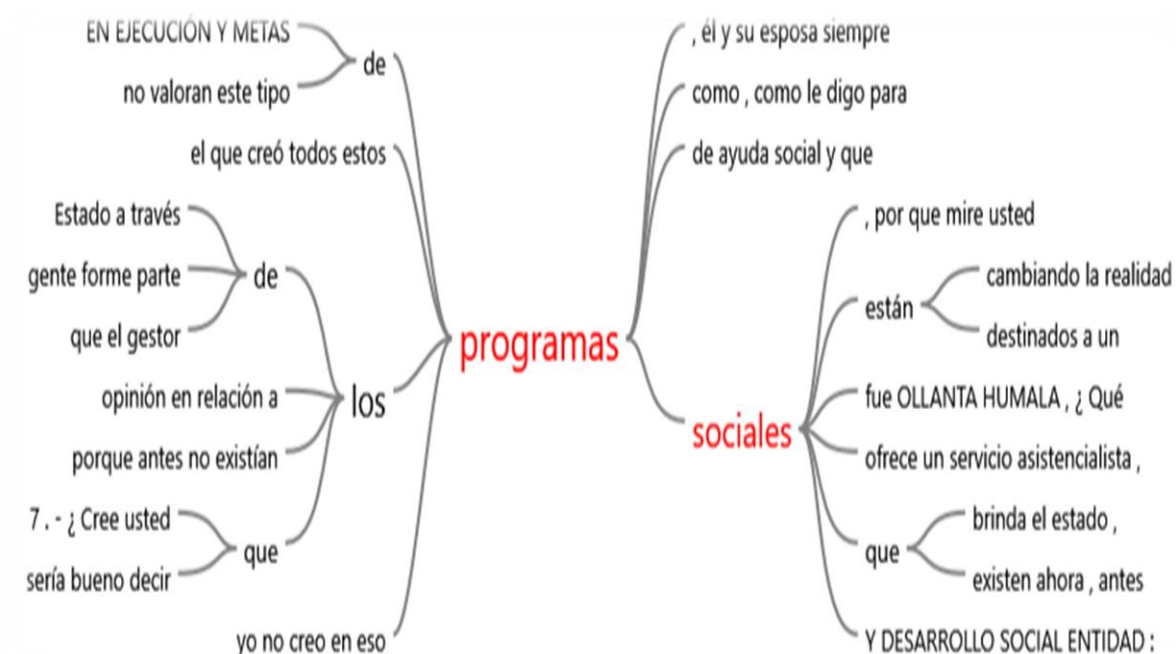 EN EJECUCIÓN Y METAS
no valoran este tipo
de
el que creó todos estos
Estado a través
gente forme parte
que el gestor
de
opinión en relación a
porque antes no existían
7 . - ¿ Cree usted
sería bueno decir
que
los
yo no creo en eso
programas
, él y su esposa siempre
como , como le digo para
de ayuda social y que
sociales
, por que mire usted
están
cambiando la realidad
destinados a un
fue OLLANTA HUMALA , ¿ Qué
ofrece un servicio asistencialista ,
que
brinda el estado ,
existen ahora , antes
Y DESARROLLO SOCIAL ENTIDAD :